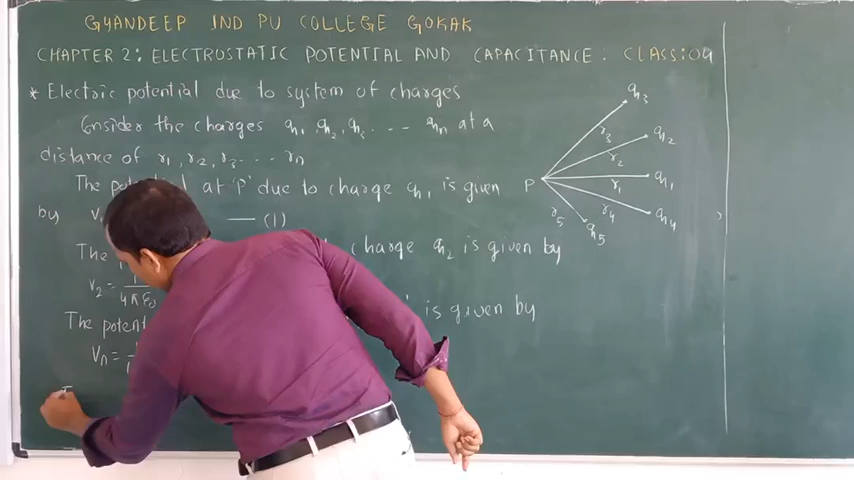 GYANDEEP IND PU COLLEGE GOKAK
CHAPTER 2: ELECTROSTATIC POTENTIAL AND CAPACITANCE: CLASS:04
* Electric potential due to system of charges
Consider the charges q1, q2, q3 ... qn at a
distance of r1, r2, r3 .... rn
The potential at 'P' due to charge q1 is given
by V — (1)
The charge q2 is given by
V2 = 1/4πε0
The potent is given by
Vn =
P
q3
r3
q2
r2
q1
r1
q4
r4
q5
r5